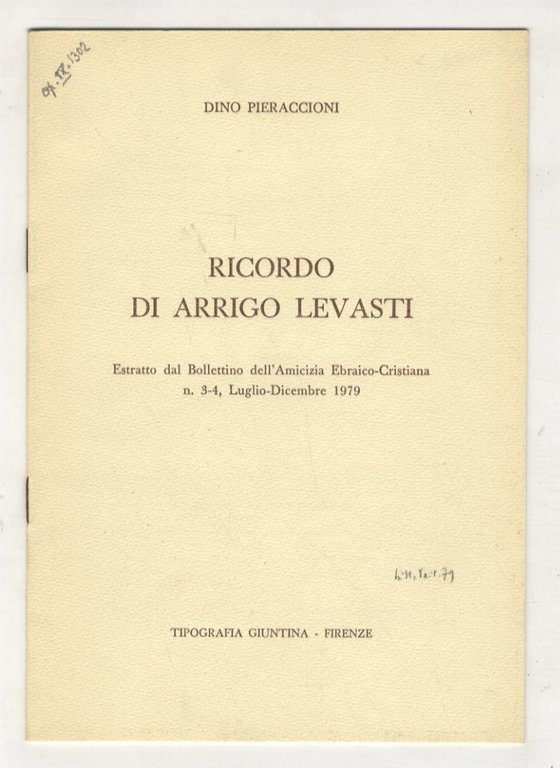 DINO PIERACCIONI
RICORDO
DI ARRIGO LEVASTI
Estratto dal Bollettino dell'Amicizia Ebraico-Cristiana
n. 3-4, Luglio-Dicembre 1979
TIPOGRAFIA GIUNTINA - FIRENZE